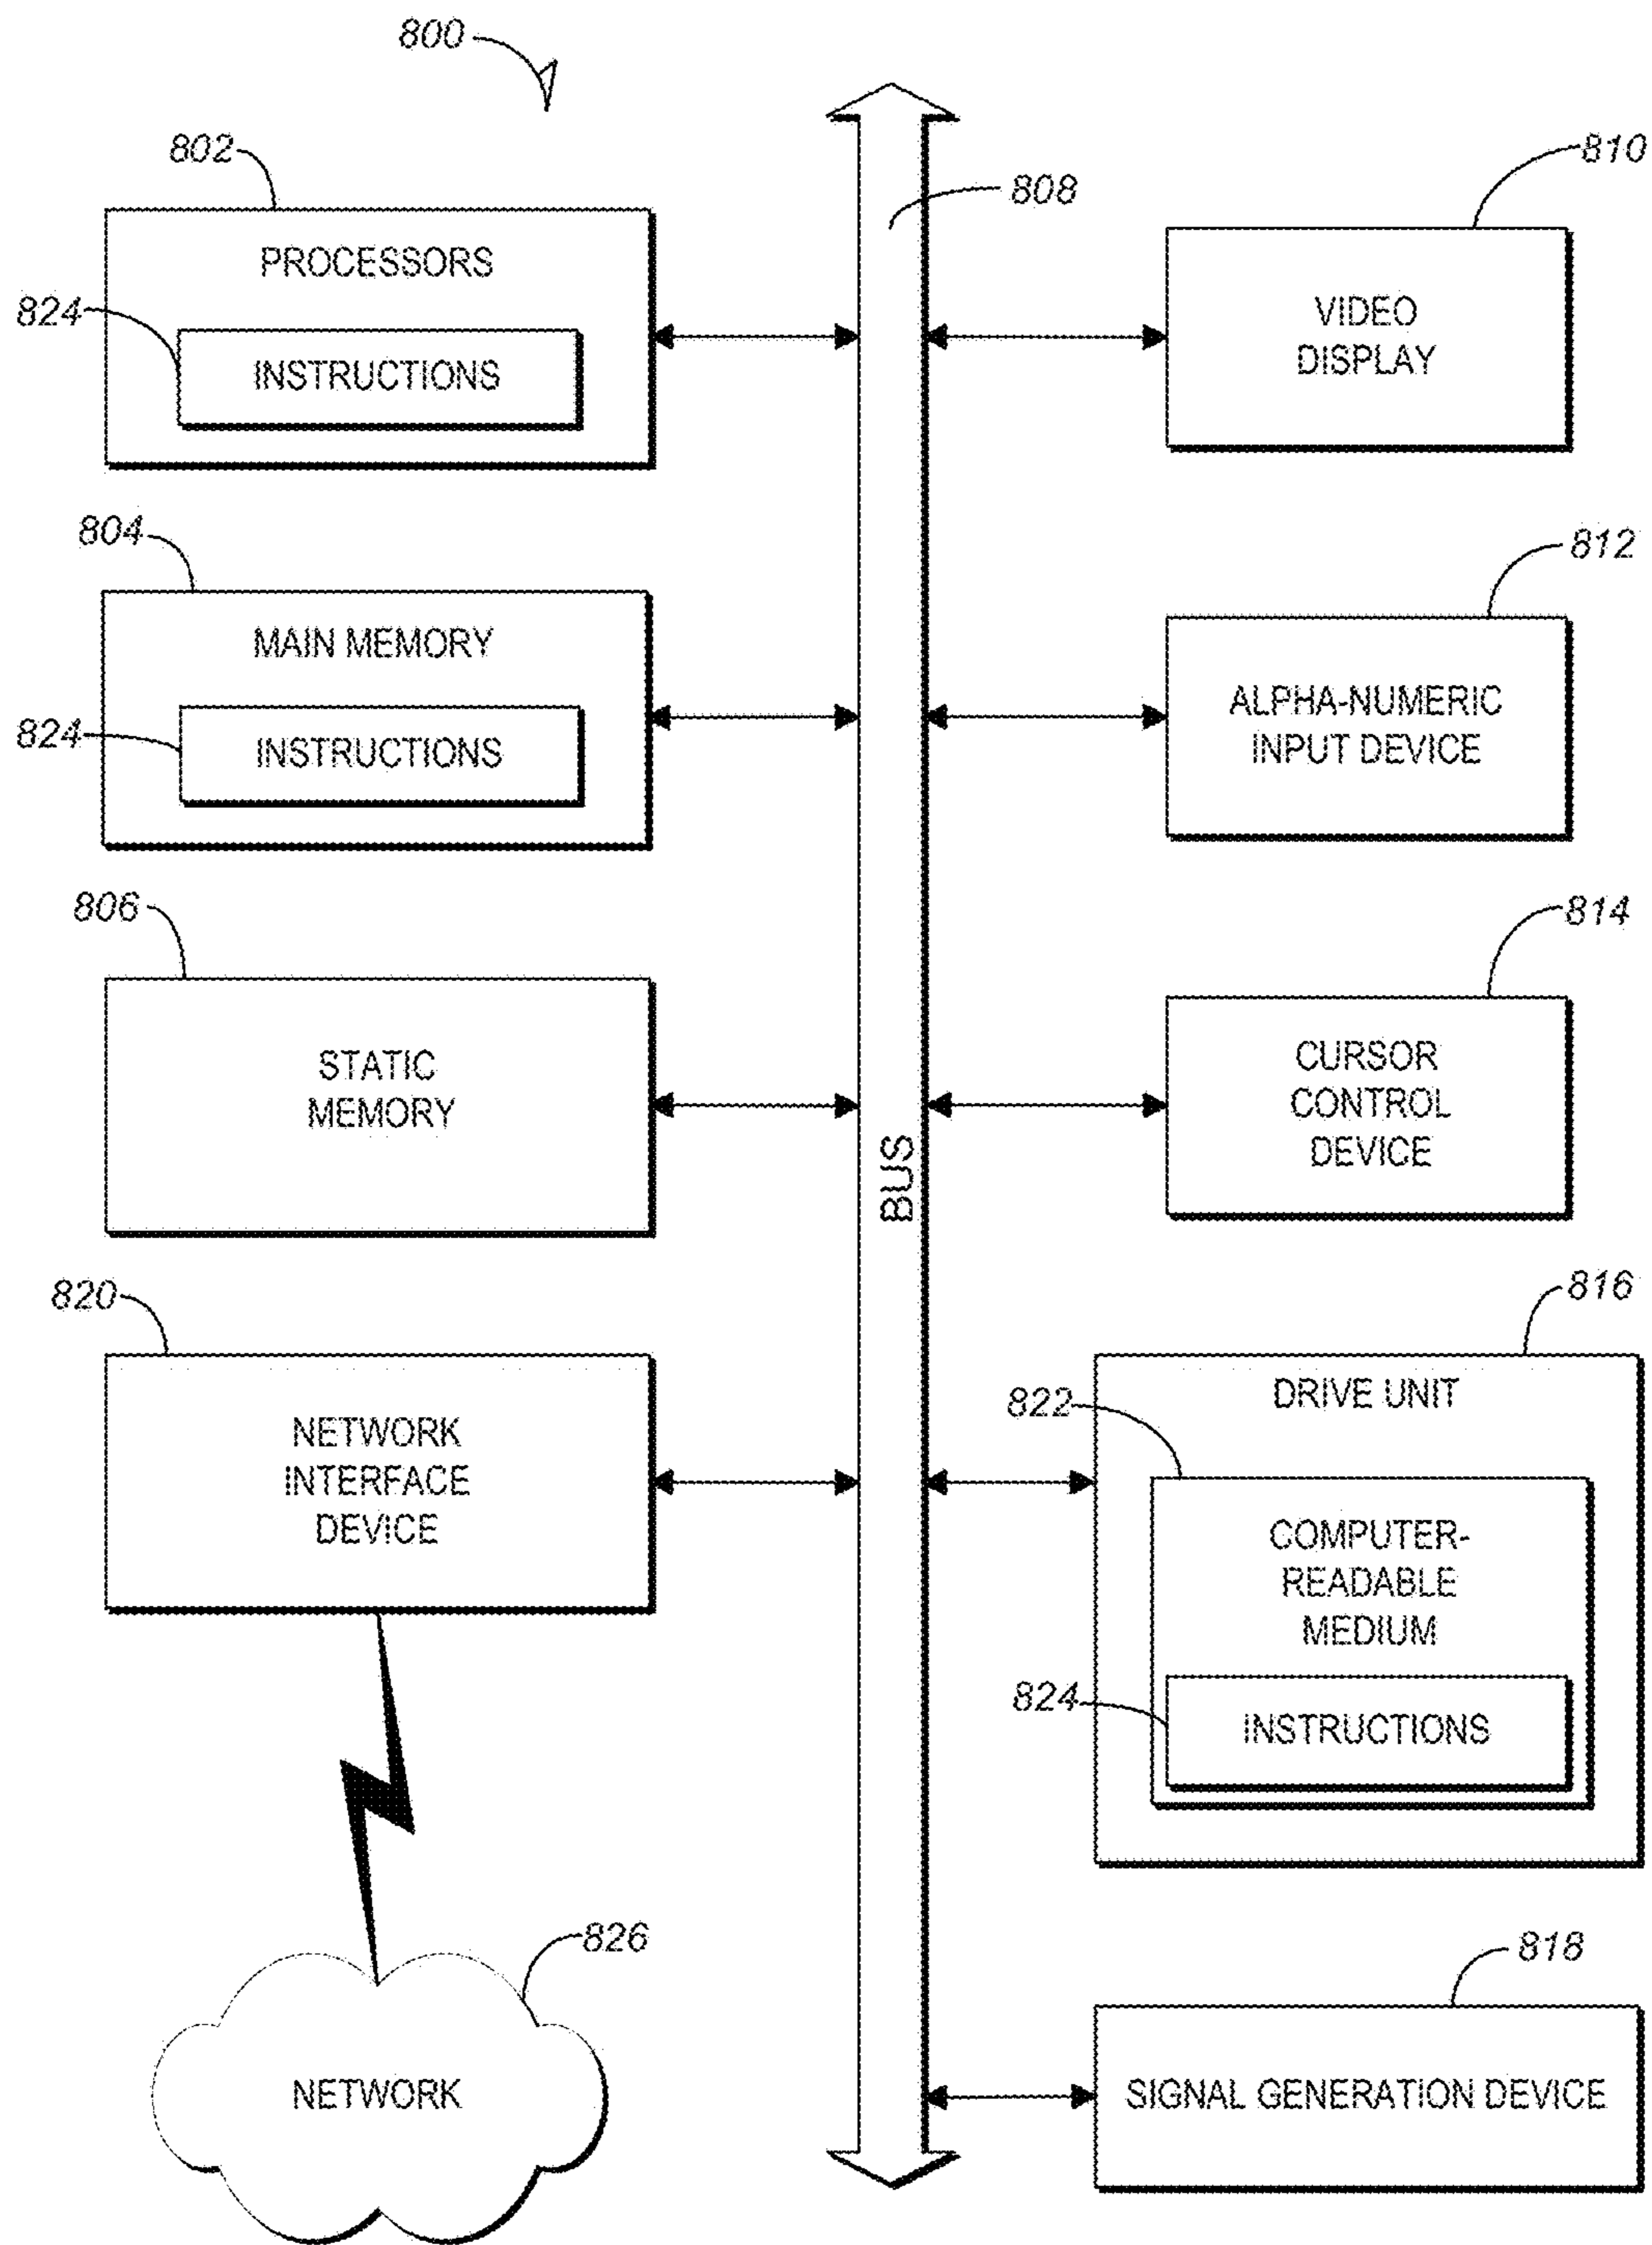 800
802
PROCESSORS
824
INSTRUCTIONS
804
MAIN MEMORY
824
INSTRUCTIONS
806
STATIC
MEMORY
820
NETWORK
INTERFACE
DEVICE
826
NETWORK
808
BUS
810
VIDEO
DISPLAY
812
ALPHA-NUMERIC
INPUT DEVICE
814
CURSOR
CONTROL
DEVICE
816
DRIVE UNIT
822
COMPUTER-
READABLE
MEDIUM
824
INSTRUCTIONS
818
SIGNAL GENERATION DEVICE